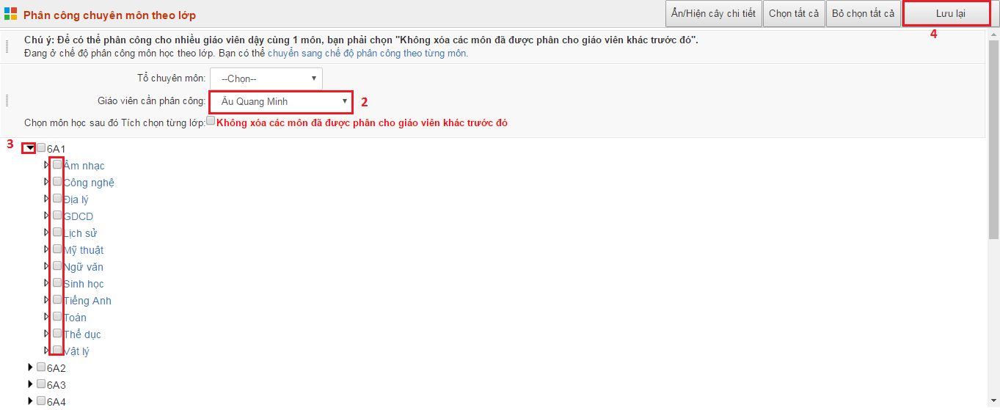 Phân công chuyên môn theo lớp
Ẩn/Hiện cây chi tiết
Chọn tất cả
Bỏ chọn tất cả
Lưu lại
4
Chú ý: Để có thể phân công cho nhiều giáo viên dậy cùng 1 môn, bạn phải chọn "Không xóa các môn đã được phân cho giáo viên khác trước đó".
Đang ở chế độ phân công môn học theo lớp. Bạn có thể chuyển sang chế độ phân công theo từng môn.
Tổ chuyên môn: --Chọn--
Giáo viên cần phân công: Âu Quang Minh 2
Chọn môn học sau đó Tích chọn từng lớp: Không xóa các môn đã được phân cho giáo viên khác trước đó
3 6A1
Âm nhạc
Công nghệ
Địa lý
GDCD
Lịch sử
Mỹ thuật
Ngữ văn
Sinh học
Tiếng Anh
Toán
Thể dục
Vật lý
6A2
6A3
6A4